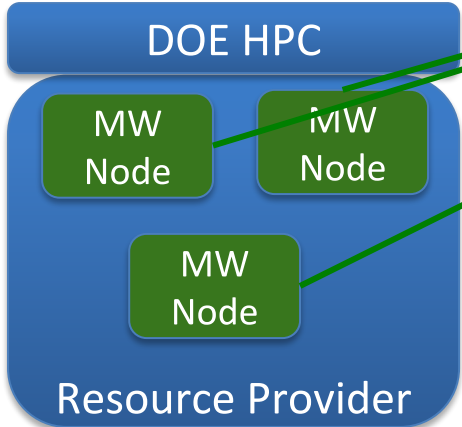 DOE HPC
MW
Node
MW
Node
MW
Node
Resource Provider